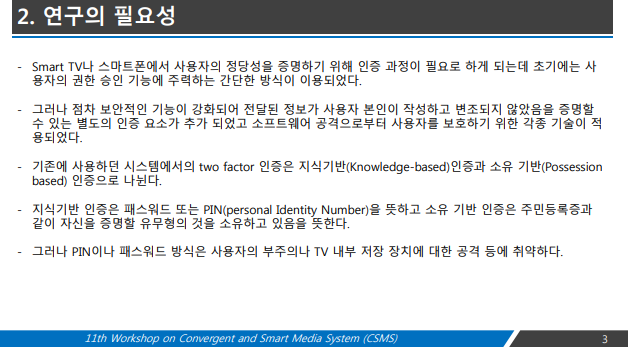 2. 연구의 필요성
- Smart TV나 스마트폰에서 사용자의 정당성을 증명하기 위해 인증 과정이 필요로 하게 되는데 초기에는 사
용자의 권한 승인 기능에 주력하는 간단한 방식이 이용되었다.
- 그러나 점차 보안적인 기능이 강화되어 전달된 정보가 사용자 본인이 작성하고 변조되지 않았음을 증명할
수 있는 별도의 인증 요소가 추가 되었고 소프트웨어 공격으로부터 사용자를 보호하기 위한 각종 기술이 적
용되었다.
- 기존에 사용하던 시스템에서의 two factor 인증은 지식기반(Knowledge-based)인증과 소유 기반(Possession
based) 인증으로 나뉜다.
- 지식기반 인증은 패스워드 또는 PIN(personal Identity Number)을 뜻하고 소유 기반 인증은 주민등록증과
같이 자신을 증명할 유무형의 것을 소유하고 있음을 뜻한다.
- 그러나 PIN이나 패스워드 방식은 사용자의 부주의나 TV 내부 저장 장치에 대한 공격 등에 취약하다.
11th Workshop on Convergent and Smart Media System (CSMS)
3